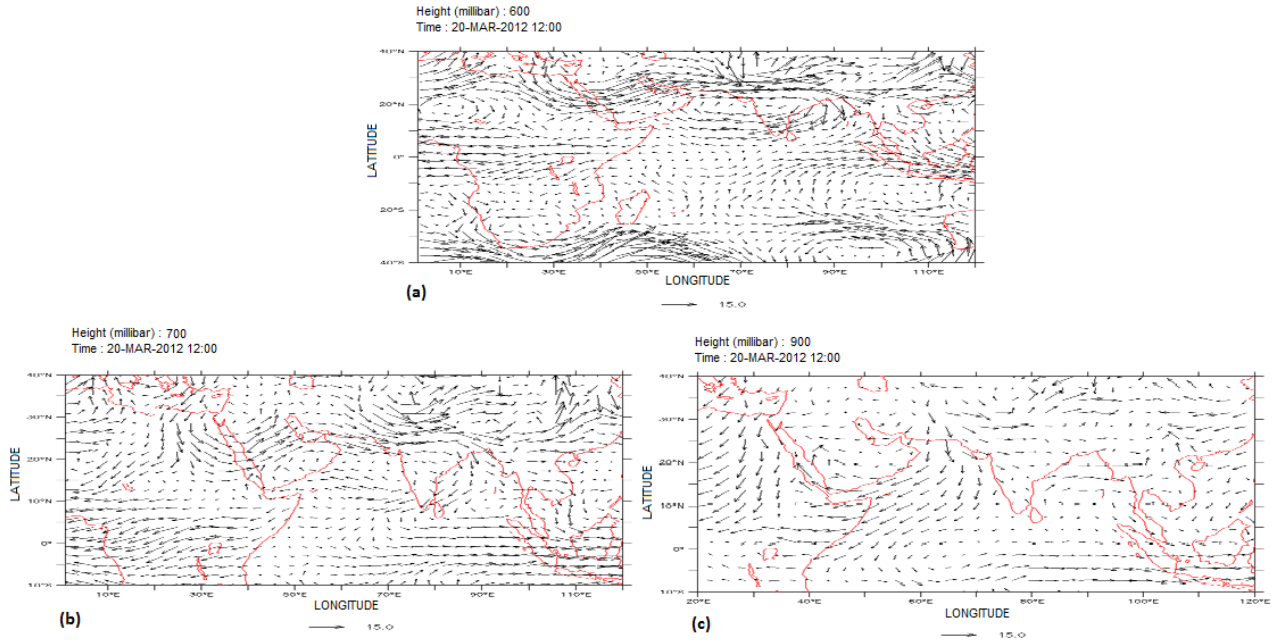 Height (millibar) : 600
Time : 20-MAR-2012 12:00
40°N
20°N
0°
20°S
40°S
LATITUDE
10°E 30°E 50°E 70°E 90°E 110°E
LONGITUDE
(a)
15.0
Height (millibar) : 700
Time : 20-MAR-2012 12:00
40°N
30°N
20°N
10°N
0°
10°S
LATITUDE
10°E 30°E 50°E 70°E 90°E 110°E
LONGITUDE
(b)
15.0
Height (millibar) : 900
Time : 20-MAR-2012 12:00
40°N
30°N
20°N
10°N
0°
10°S
LATITUDE
20°E 40°E 60°E 80°E 100°E 120°E
LONGITUDE
(c)
15.0